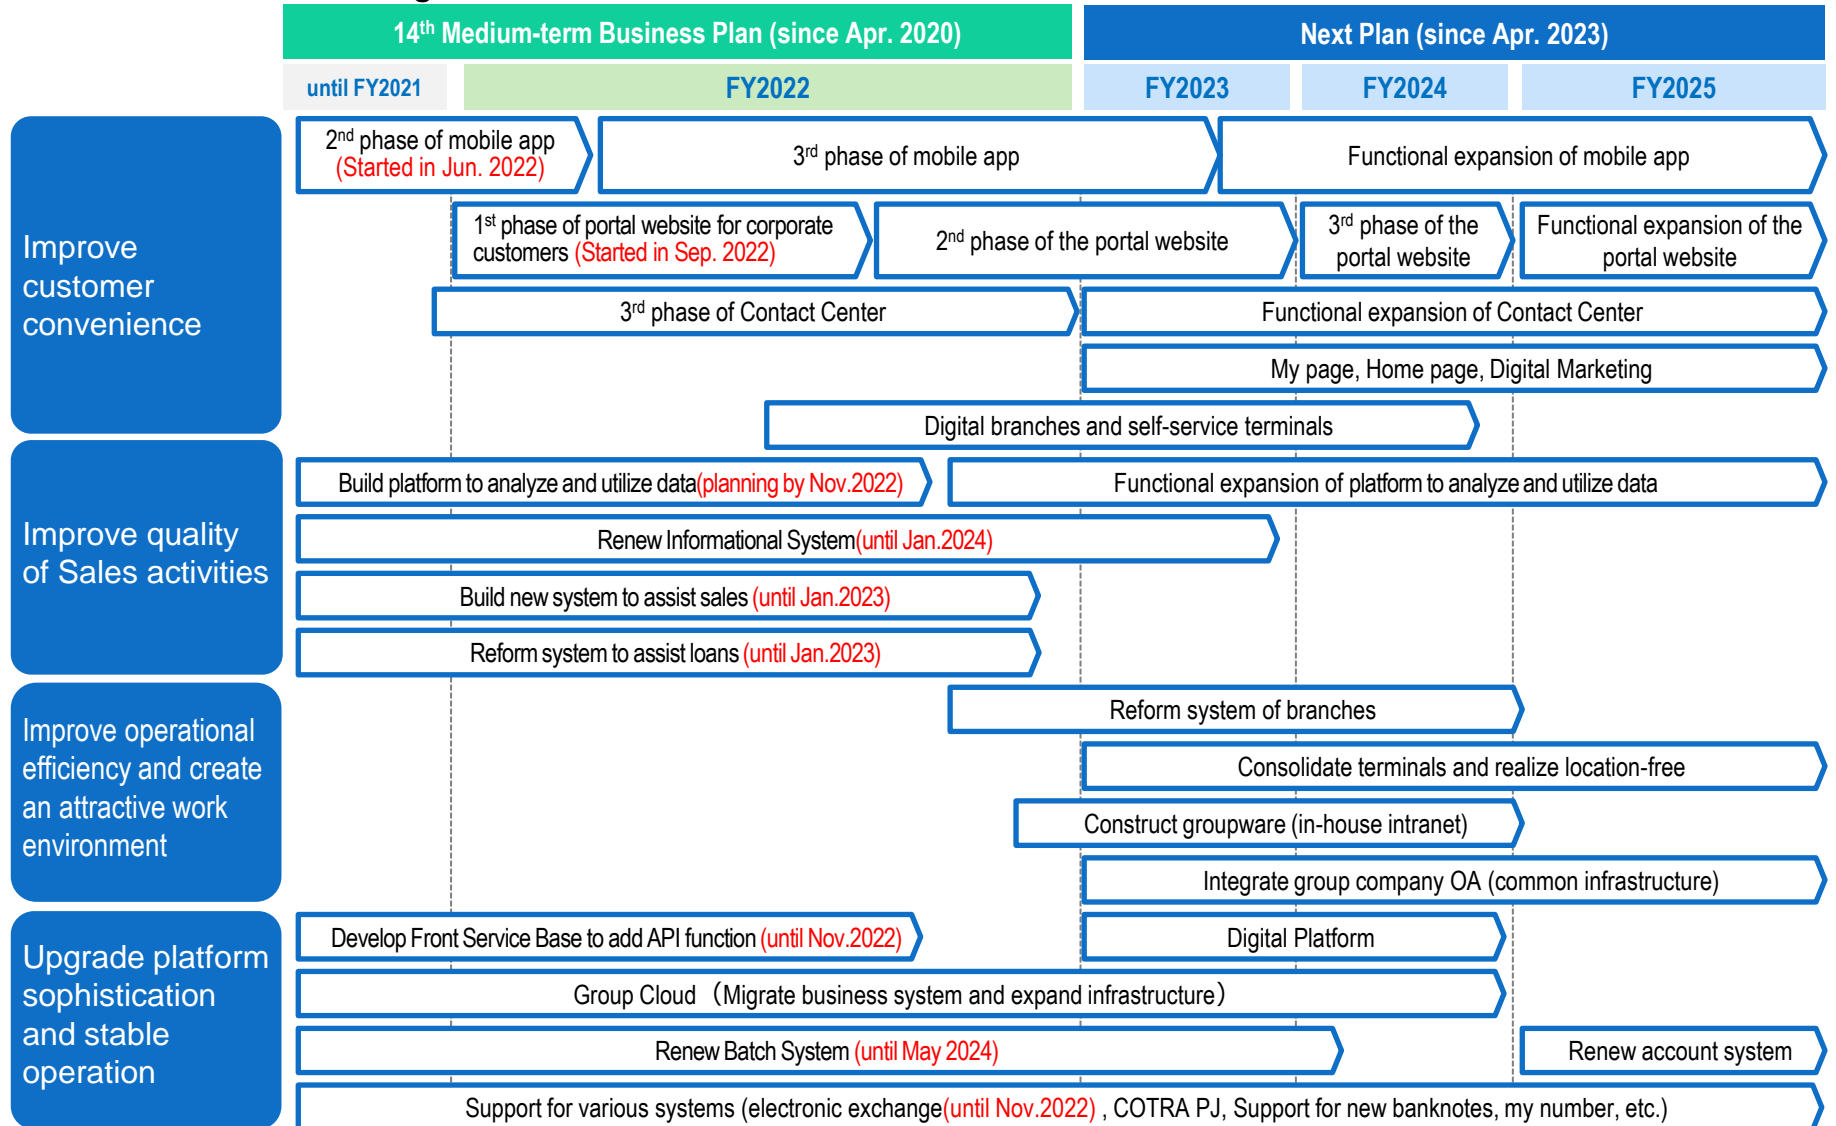 14th Medium-term Business Plan (since Apr. 2020)
Next Plan (since Apr. 2023)
until FY2021
FY2022
FY2023
FY2024
FY2025
Improve
customer
convenience
2nd phase of mobile app
(Started in Jun. 2022)
3rd phase of mobile app
Functional expansion of mobile app
1st phase of portal website for corporate
customers (Started in Sep. 2022)
2nd phase of the portal website
3rd phase of the
portal website
Functional expansion of the
portal website
3rd phase of Contact Center
Functional expansion of Contact Center
My page, Home page, Digital Marketing
Digital branches and self-service terminals
Improve quality
of Sales activities
Build platform to analyze and utilize data(planning by Nov.2022)
Functional expansion of platform to analyze and utilize data
Renew Informational System(until Jan.2024)
Build new system to assist sales (until Jan.2023)
Reform system to assist loans (until Jan.2023)
Improve operational
efficiency and create
an attractive work
environment
Reform system of branches
Consolidate terminals and realize location-free
Construct groupware (in-house intranet)
Integrate group company OA (common infrastructure)
Upgrade platform
sophistication
and stable
operation
Develop Front Service Base to add API function (until Nov.2022)
Digital Platform
Group Cloud（Migrate business system and expand infrastructure）
Renew Batch System (until May 2024)
Renew account system
Support for various systems (electronic exchange(until Nov.2022) , COTRA PJ, Support for new banknotes, my number, etc.)